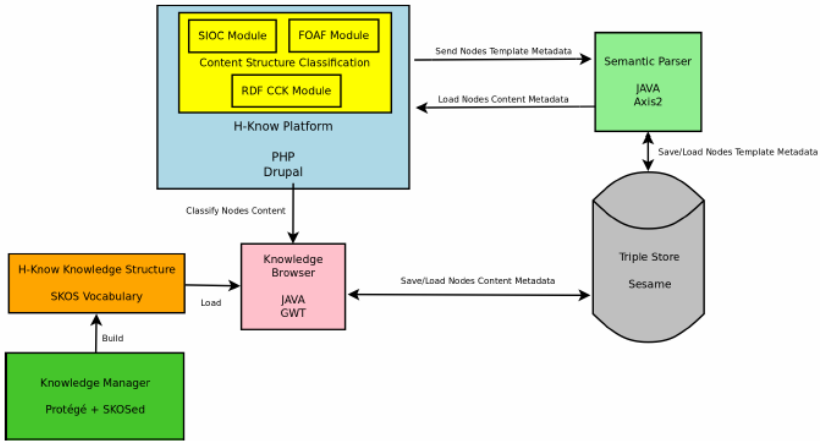 SIOC Module
FOAF Module
Content Structure Classification
RDF CCK Module
H-Know Platform
PHP
Drupal
Send Nodes Template Metadata
Load Nodes Content Metadata
Semantic Parser
JAVA
Axis2
Save/Load Nodes Template Metadata
Classify Nodes Content
Triple Store
Sesame
Knowledge
Browser
JAVA
GWT
Save/Load Nodes Content Metadata
H-Know Knowledge Structure
SKOS Vocabulary
Load
Build
Knowledge Manager
Protégé + SKOSed